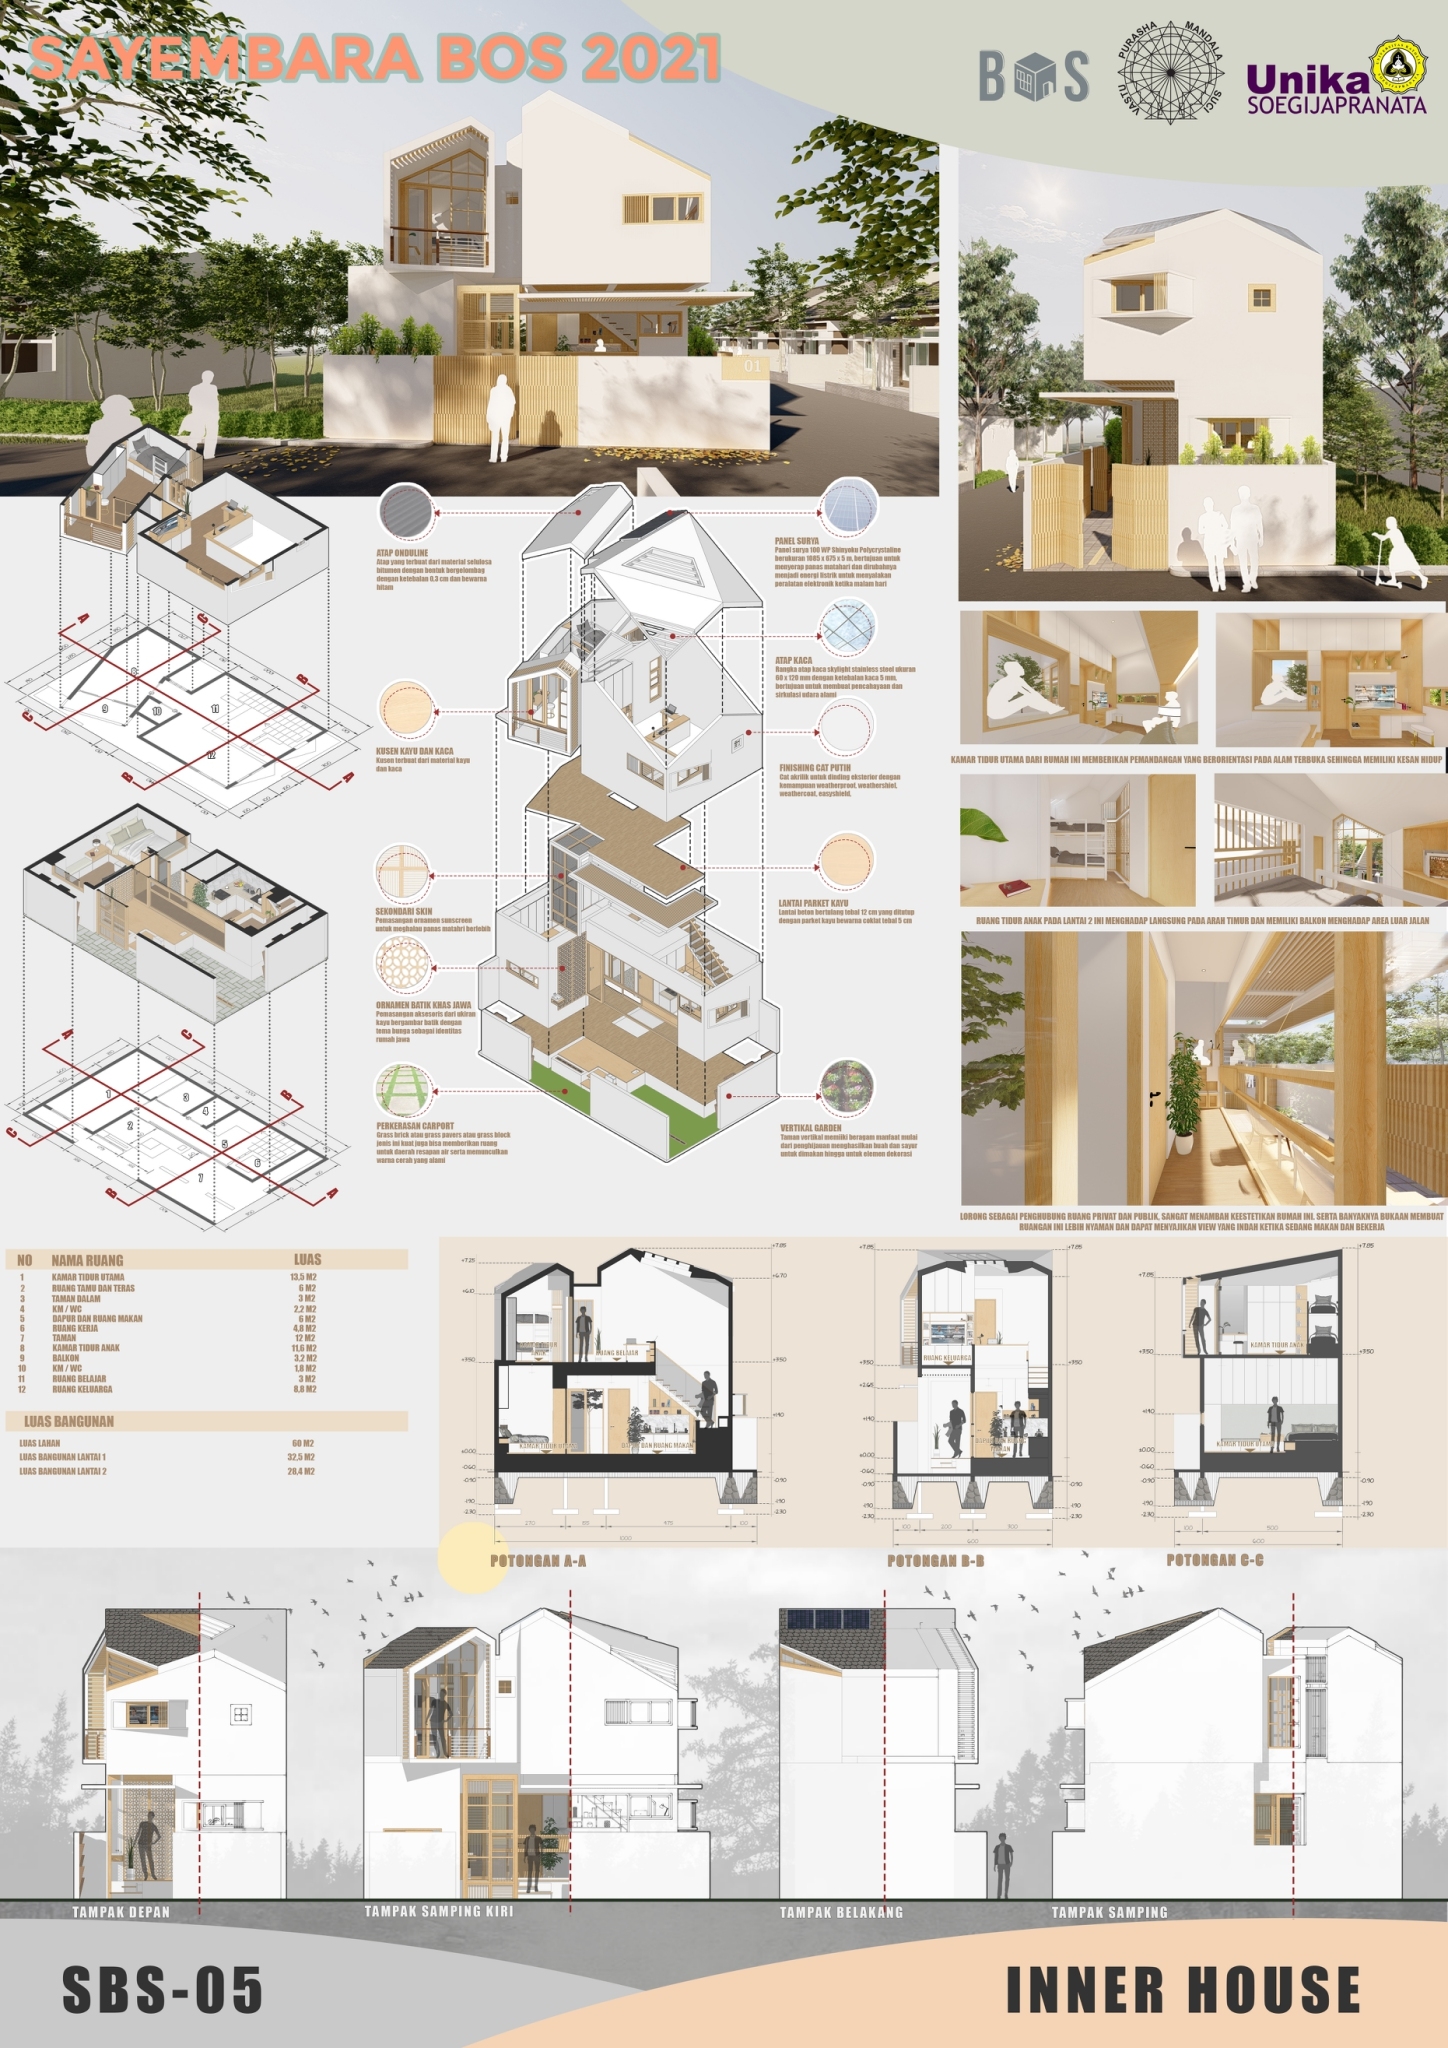 SAYEMBARA BOS 2021
BOS
VASTU PURASHA MANDALA SUCI
Unika
SOEGIJAPRANATA
01
ATAP ONDULINE
Atap yang terbuat dari material selulosa
bitumen dengan bentuk bergelombang
dengan ketebalan 0.3 cm dan bewarna
hitam
KUSEN KAYU DAN KACA
Kusen terbuat dari material kayu
dan kaca
SEKONDARI SKIN
Pemasangan ornamen sunscreen
untuk meghalau panas matahri berlebih
ORNAMEN BATIK KHAS JAWA
Pemasangan aksesoris dari ukiran
kayu bergambar batik dengan
tema bunga sebagai identitas
rumah jawa
PERKERASAN CARPORT
Grass brick atau grass pavers atau grass block
jenis ini kuat juga bisa memberikan ruang
untuk daerah resapan air serta memunculkan
warna cerah yang alami
PANEL SURYA
Panel surya 100 WP Shinyoku Polycrystaline
berukuran 1085 x 675 x 5 m, bertujuan untuk
menyerap panas matahari dan dirubahnya
menjadi energi listrik untuk menyalakan
peralatan elektronik ketika malam hari
ATAP KACA
Rangka atap kaca skylight stainless steel ukuran
60 x 120 mm dengan ketebalan kaca 5 mm,
bertujuan untuk membuat pencahayaan dan
sirkulasi udara alami
FINISHING CAT PUTIH
Cat akrilik untuk dinding eksterior dengan
kemampuan weatherproof, weathershiel,
weathercoat, easyshield.
LANTAI PARKET KAYU
Lantai beton bertulang tebal 12 cm yang ditutup
dengan parket kayu bewarna coklat tebal 5 cm
VERTIKAL GARDEN
Taman vertikal memiliki beragam manfaat mulai
dari penghijauan menghasilkan buah dan sayur
untuk dimakan hingga untuk elemen dekorasi
KAMAR TIDUR UTAMA DARI RUMAH INI MEMBERIKAN PEMANDANGAN YANG BERORIENTASI PADA ALAM TERBUKA SEHINGGA MEMILIKI KESAN HIDUP
RUANG TIDUR ANAK PADA LANTAI 2 INI MENGHADAP LANGSUNG PADA ARAH TIMUR DAN MEMILIKI BALKON MENGHADAP AREA LUAR JALAN
LORONG SEBAGAI PENGHUBUNG RUANG PRIVAT DAN PUBLIK, SANGAT MENAMBAH KEESTETIKAN RUMAH INI. SERTA BANYAKNYA BUKAAN MEMBUAT
RUANGAN INI LEBIH NYAMAN DAN DAPAT MENYAJIKAN VIEW YANG INDAH KETIKA SEDANG MAKAN DAN BEKERJA
A
C
B
9
10
11
12
C
B
A
A
C
B
1
2
3
4
5
6
7
C
B
A
NO NAMA RUANG LUAS
1 KAMAR TIDUR UTAMA 13,5 M2
2 RUANG TAMU DAN TERAS 6 M2
3 TAMAN DALAM 3 M2
4 KM / WC 2,2 M2
5 DAPUR DAN RUANG MAKAN 6 M2
6 RUANG KERJA 4,8 M2
7 TAMAN 12 M2
8 KAMAR TIDUR ANAK 11,6 M2
9 BALKON 3,2 M2
10 KM / WC 1,8 M2
11 RUANG BELAJAR 3 M2
12 RUANG KELUARGA 8,8 M2
LUAS BANGUNAN
LUAS LAHAN 60 M2
LUAS BANGUNAN LANTAI 1 32,5 M2
LUAS BANGUNAN LANTAI 2 28,4 M2
RUANG BELAJAR
DAPUR DAN RUANG MAKAN
RUANG KELUARGA
KAMAR TIDUR ANAK
POTONGAN A-A
POTONGAN B-B
POTONGAN C-C
TAMPAK DEPAN
TAMPAK SAMPING KIRI
TAMPAK BELAKANG
TAMPAK SAMPING
SBS-05
INNER HOUSE